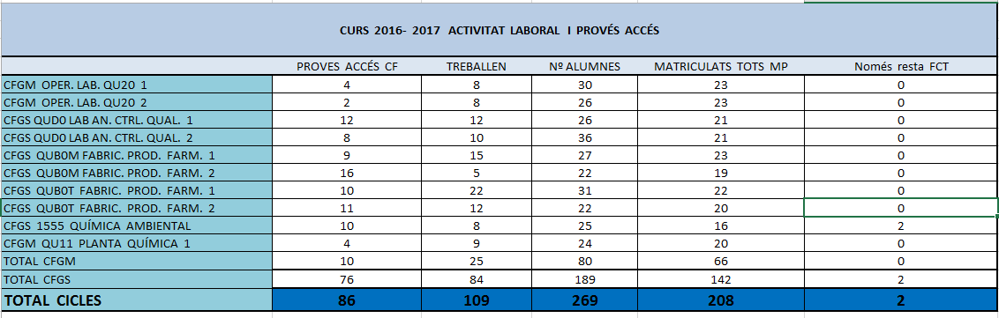 CURS 2016- 2017 ACTIVITAT LABORAL I PROVÉS ACCÉS
PROVES ACCÉS CF TREBALLEN Nº ALUMNES MATRICULATS TOTS MP Només resta FCT
CFGM OPER. LAB. QU20 1 4 8 30 23 0
CFGM OPER. LAB. QU20 2 2 8 26 23 0
CFGS QUD0 LAB AN. CTRL. QUAL. 1 12 12 26 21 0
CFGS QUD0 LAB AN. CTRL. QUAL. 2 8 10 36 21 0
CFGS QUB0M FABRIC. PROD. FARM. 1 9 15 27 23 0
CFGS QUB0M FABRIC. PROD. FARM. 2 16 5 22 19 0
CFGS QUB0T FABRIC. PROD. FARM. 1 10 22 31 22 0
CFGS QUB0T FABRIC. PROD. FARM. 2 11 12 22 20 0
CFGS 1555 QUÍMICA AMBIENTAL 10 8 25 16 2
CFGM QU11 PLANTA QUÍMICA 1 4 9 24 20 0
TOTAL CFGM 10 25 80 66 0
TOTAL CFGS 76 84 189 142 2
TOTAL CICLES 86 109 269 208 2